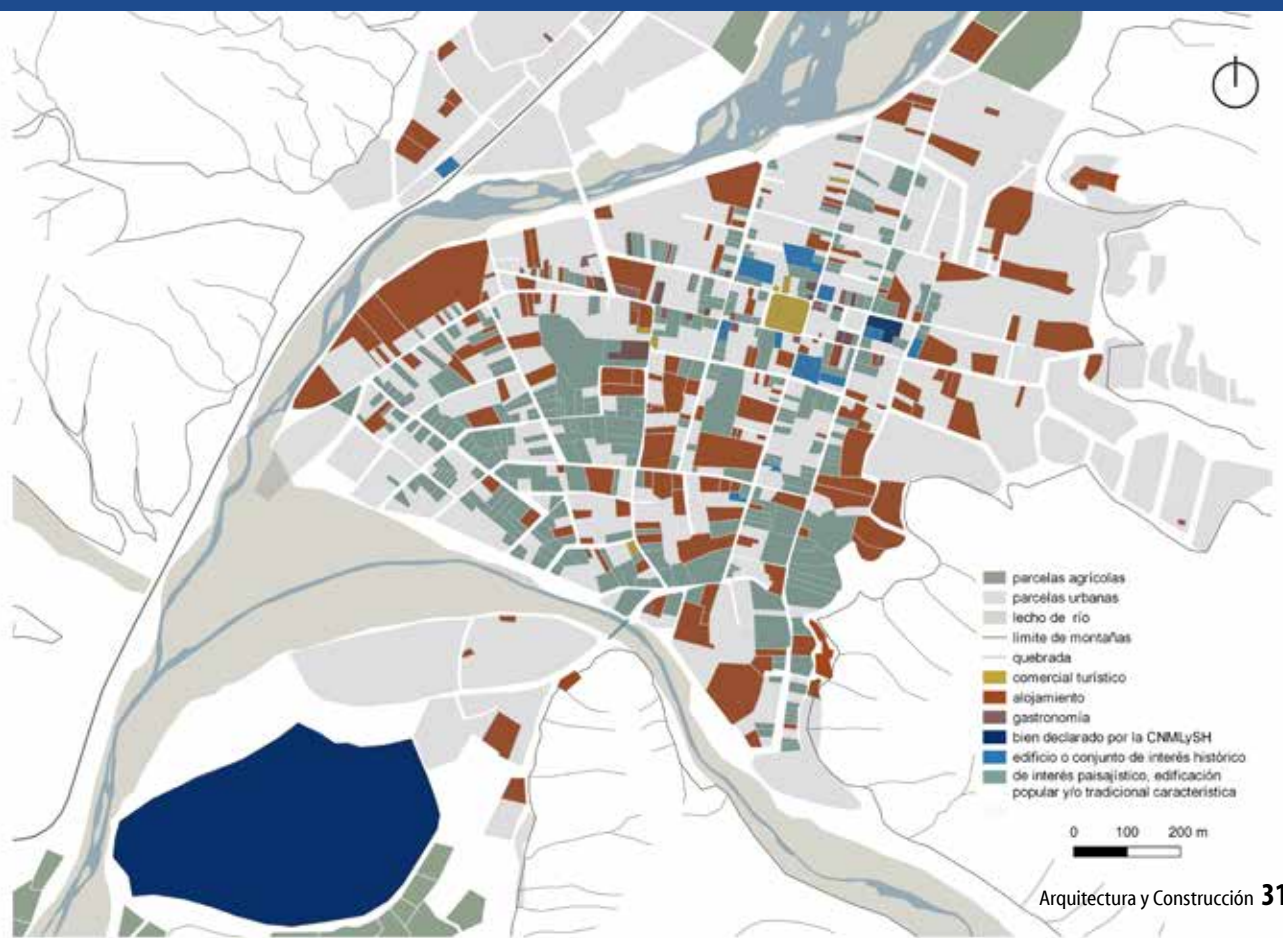 parcelas agrícolas
parcelas urbanas
lecho de río
limite de montañas
quebrada
comercial turístico
alojamiento
gastronomía
bien declarado por la CNMLySH
edificio o conjunto de interés histórico
de interés paisajístico, edificación
popular y/o tradicional característica
0 100 200 m
Arquitectura y Construcción 31